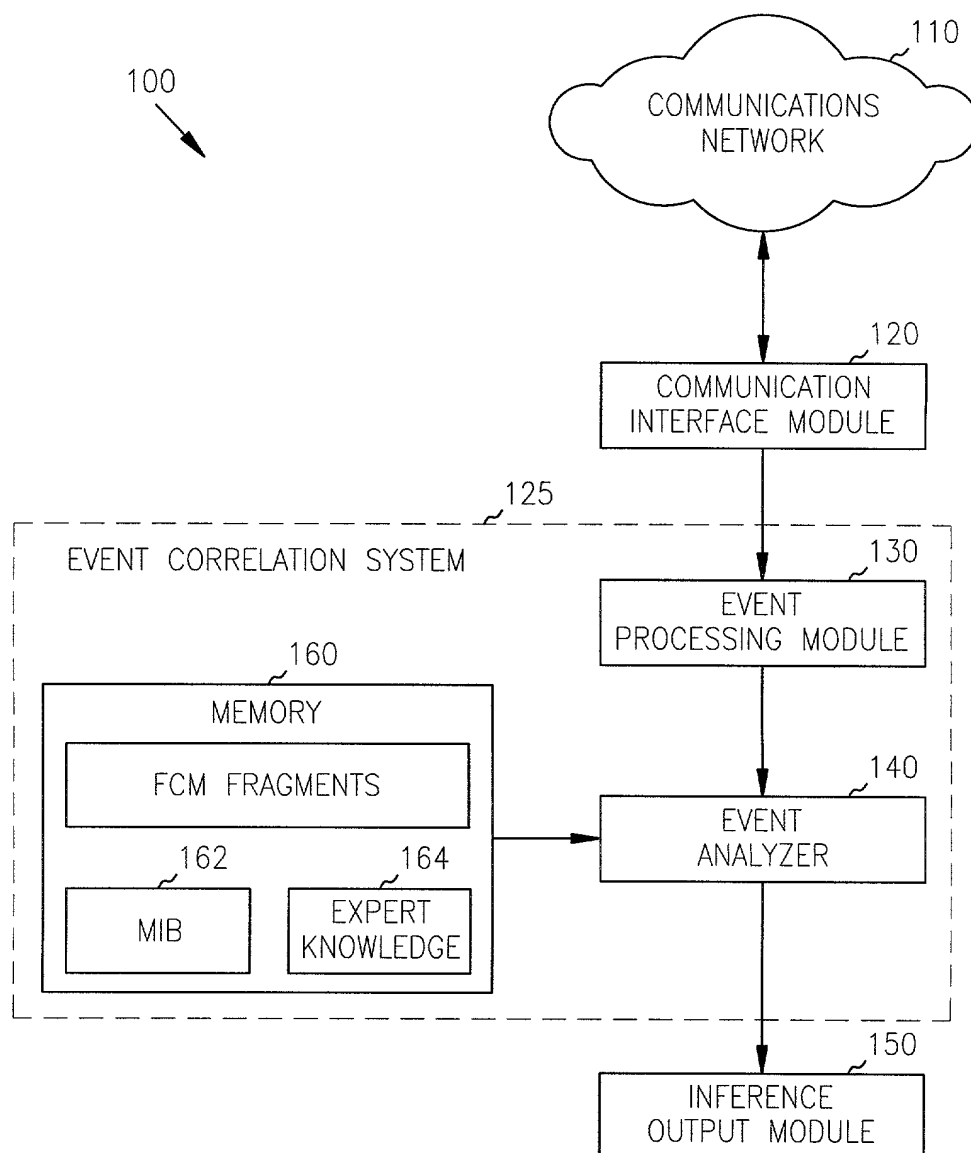 110
100
COMMUNICATIONS
NETWORK
120
COMMUNICATION
INTERFACE MODULE
125
EVENT CORRELATION SYSTEM
130
EVENT
PROCESSING MODULE
160
MEMORY
FCM FRAGMENTS
140
EVENT
ANALYZER
162
MIB
164
EXPERT
KNOWLEDGE
150
INFERENCE
OUTPUT MODULE